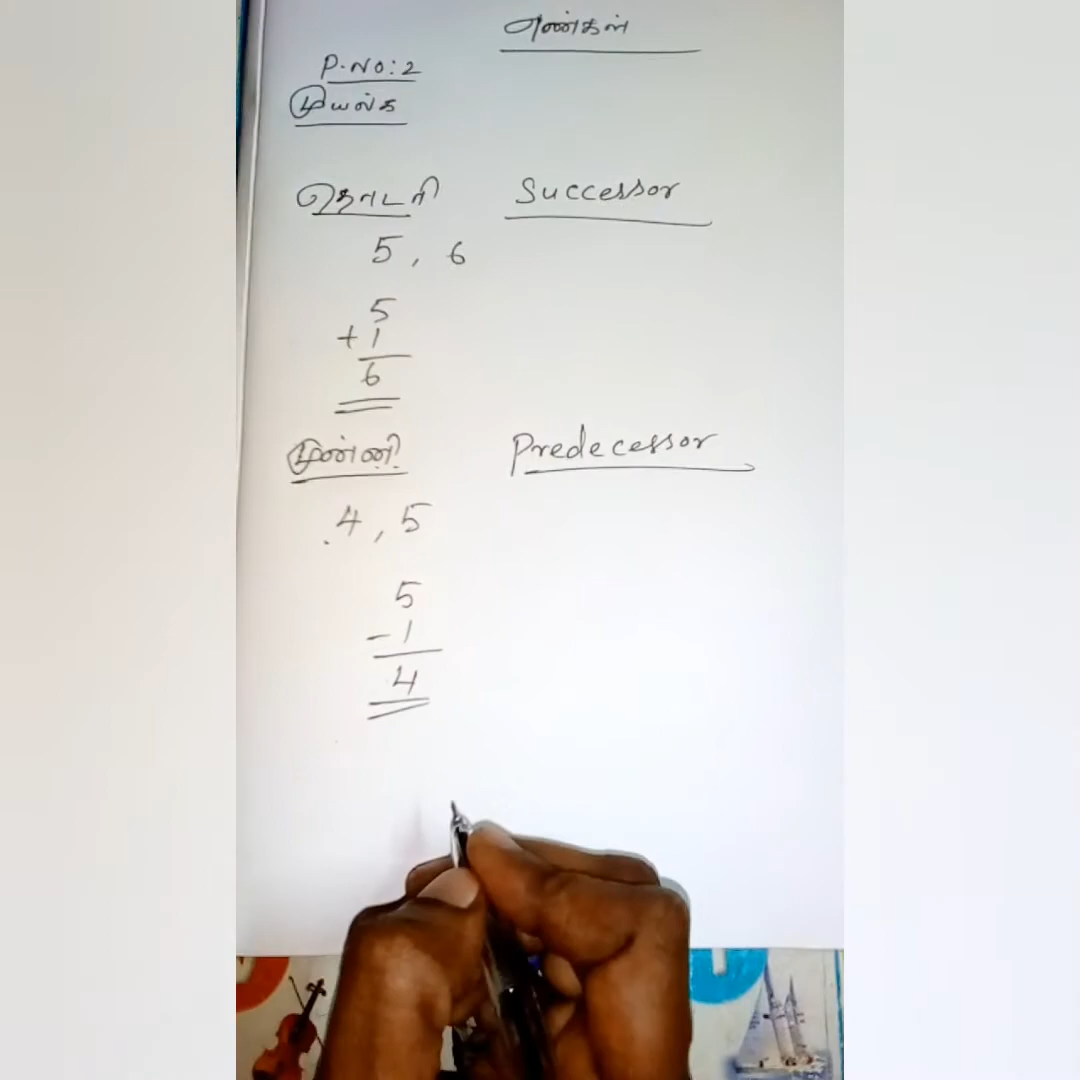 எண்கள்
P.No:2
முயல்க
தொடரி Successor
5, 6
5
+ 1
6
முன்னி Predecessor
4, 5
5
- 1
4